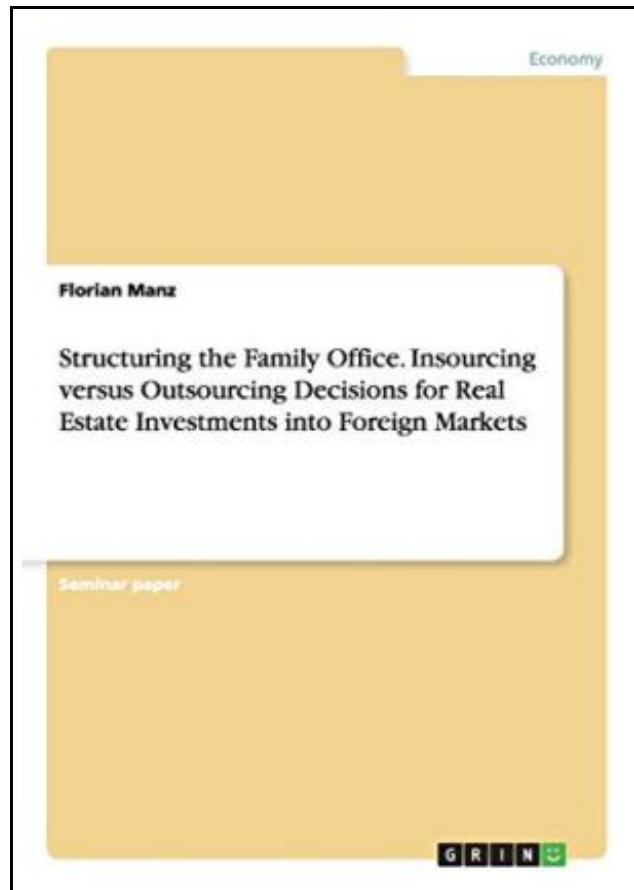 Economy
Florian Manz
Structuring the Family Office. Insourcing
versus Outsourcing Decisions for Real
Estate Investments into Foreign Markets
Seminar paper
GRIN